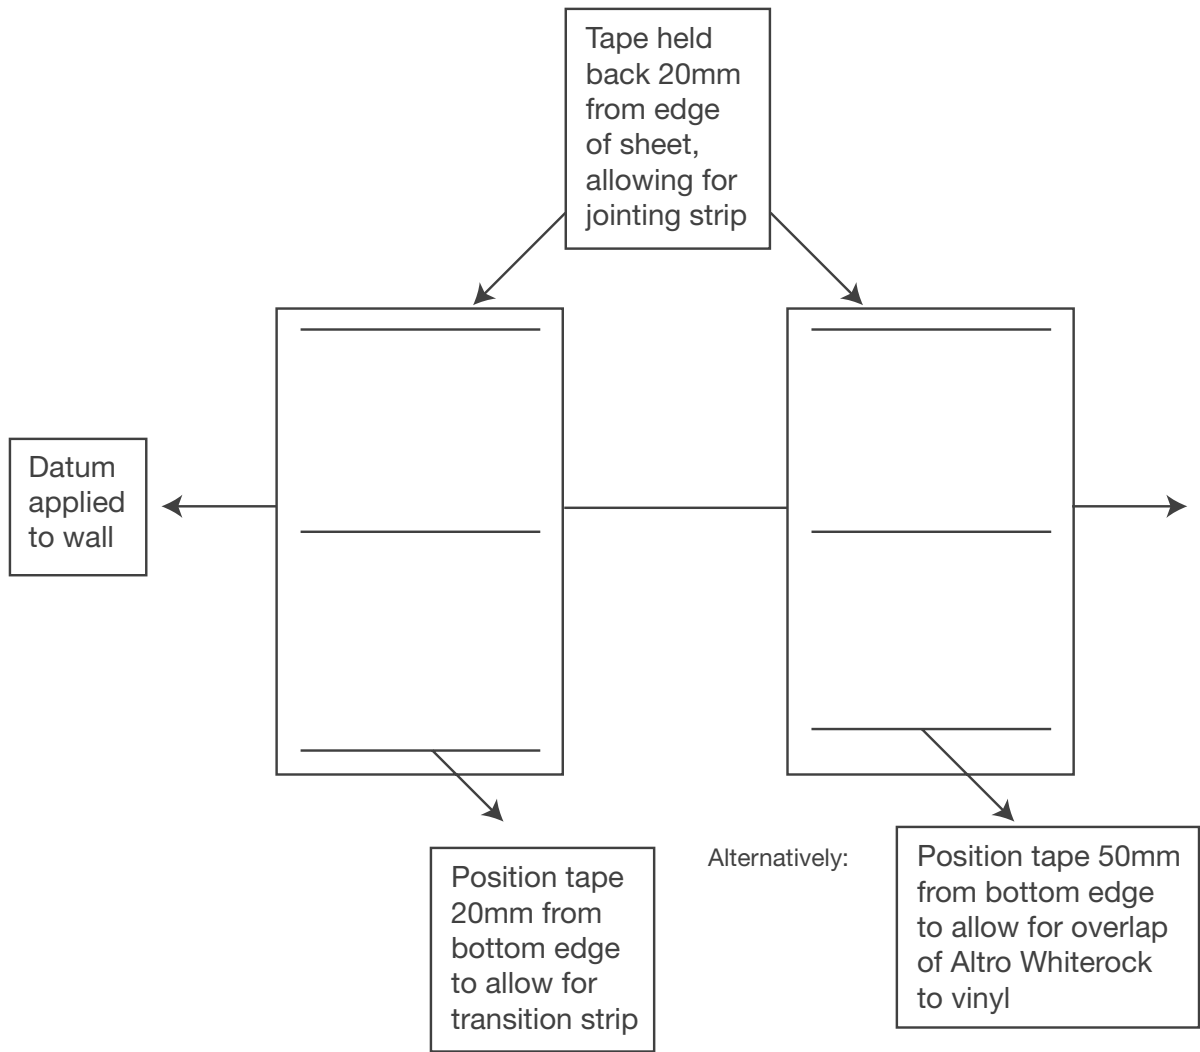 Tape held
back 20mm
from edge
of sheet,
allowing for
jointing strip
Datum
applied
to wall
Position tape
20mm from
bottom edge
to allow for
transition strip
Alternatively:
Position tape 50mm
from bottom edge
to allow for overlap
of Altro Whiterock
to vinyl